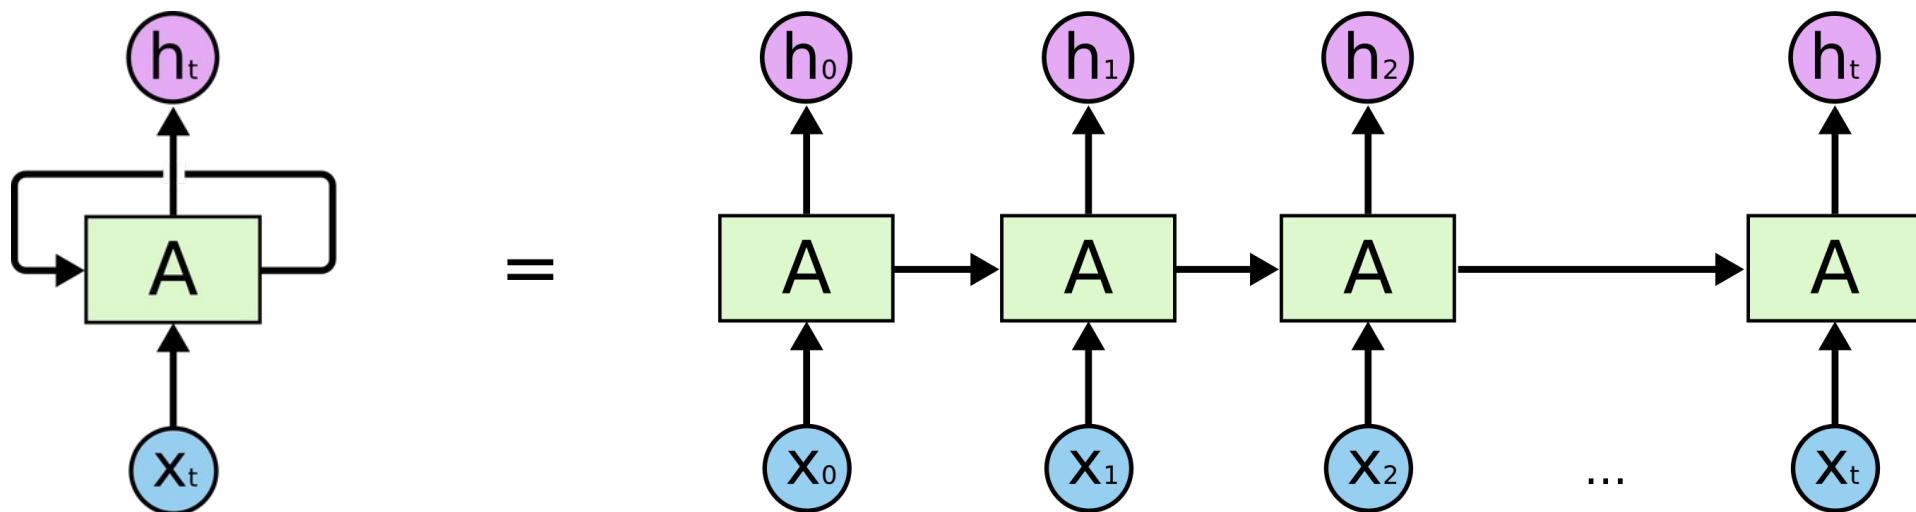 hₜ h₀ h₁ h₂ hₜ
A = A A A A
xₜ x₀ x₁ x₂ ... xₜ